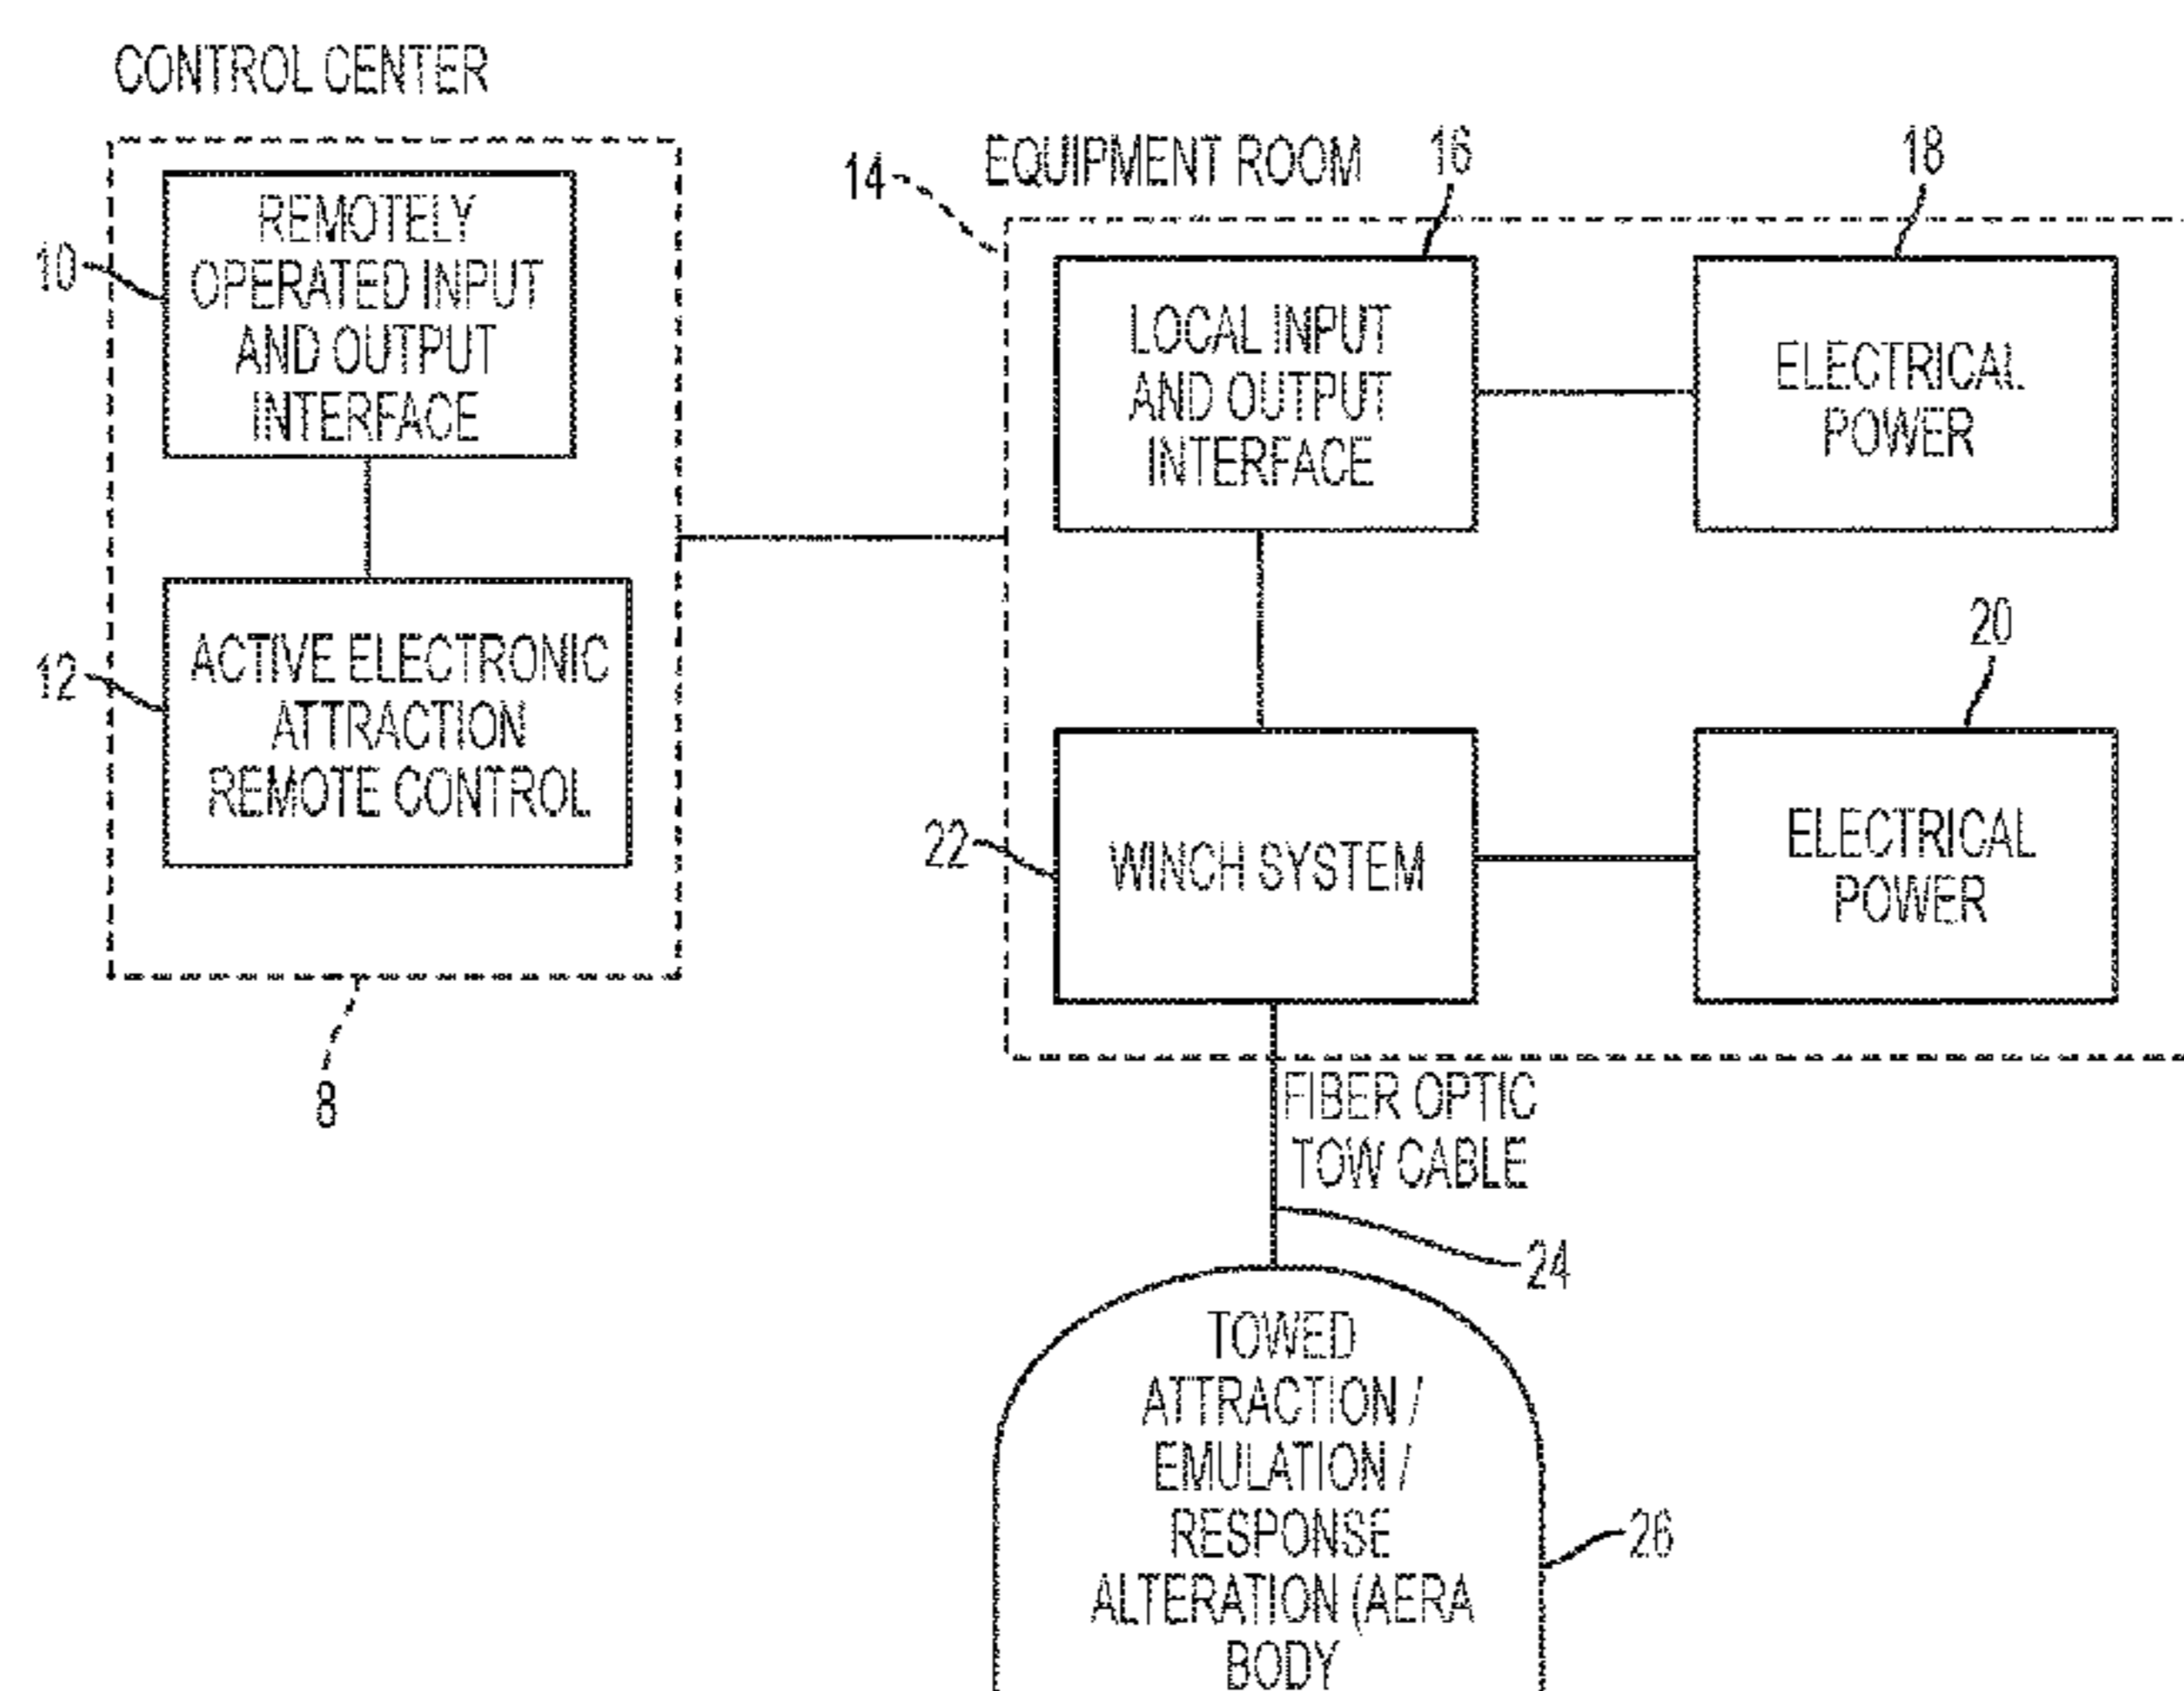 CONTROL CENTER
10
REMOTELY
OPERATED INPUT
AND OUTPUT
INTERFACE
12
ACTIVE ELECTRONIC
ATTRACTION
REMOTE CONTROL
8
14
EQUIPMENT ROOM
16
18
LOCAL INPUT
AND OUTPUT
INTERFACE
ELECTRICAL
POWER
20
22
WINCH SYSTEM
ELECTRICAL
POWER
FIBER OPTIC
TOW CABLE
24
TOWED
ATTRACTION /
EMULATION /
RESPONSE
ALTERATION (AERA
BODY
26